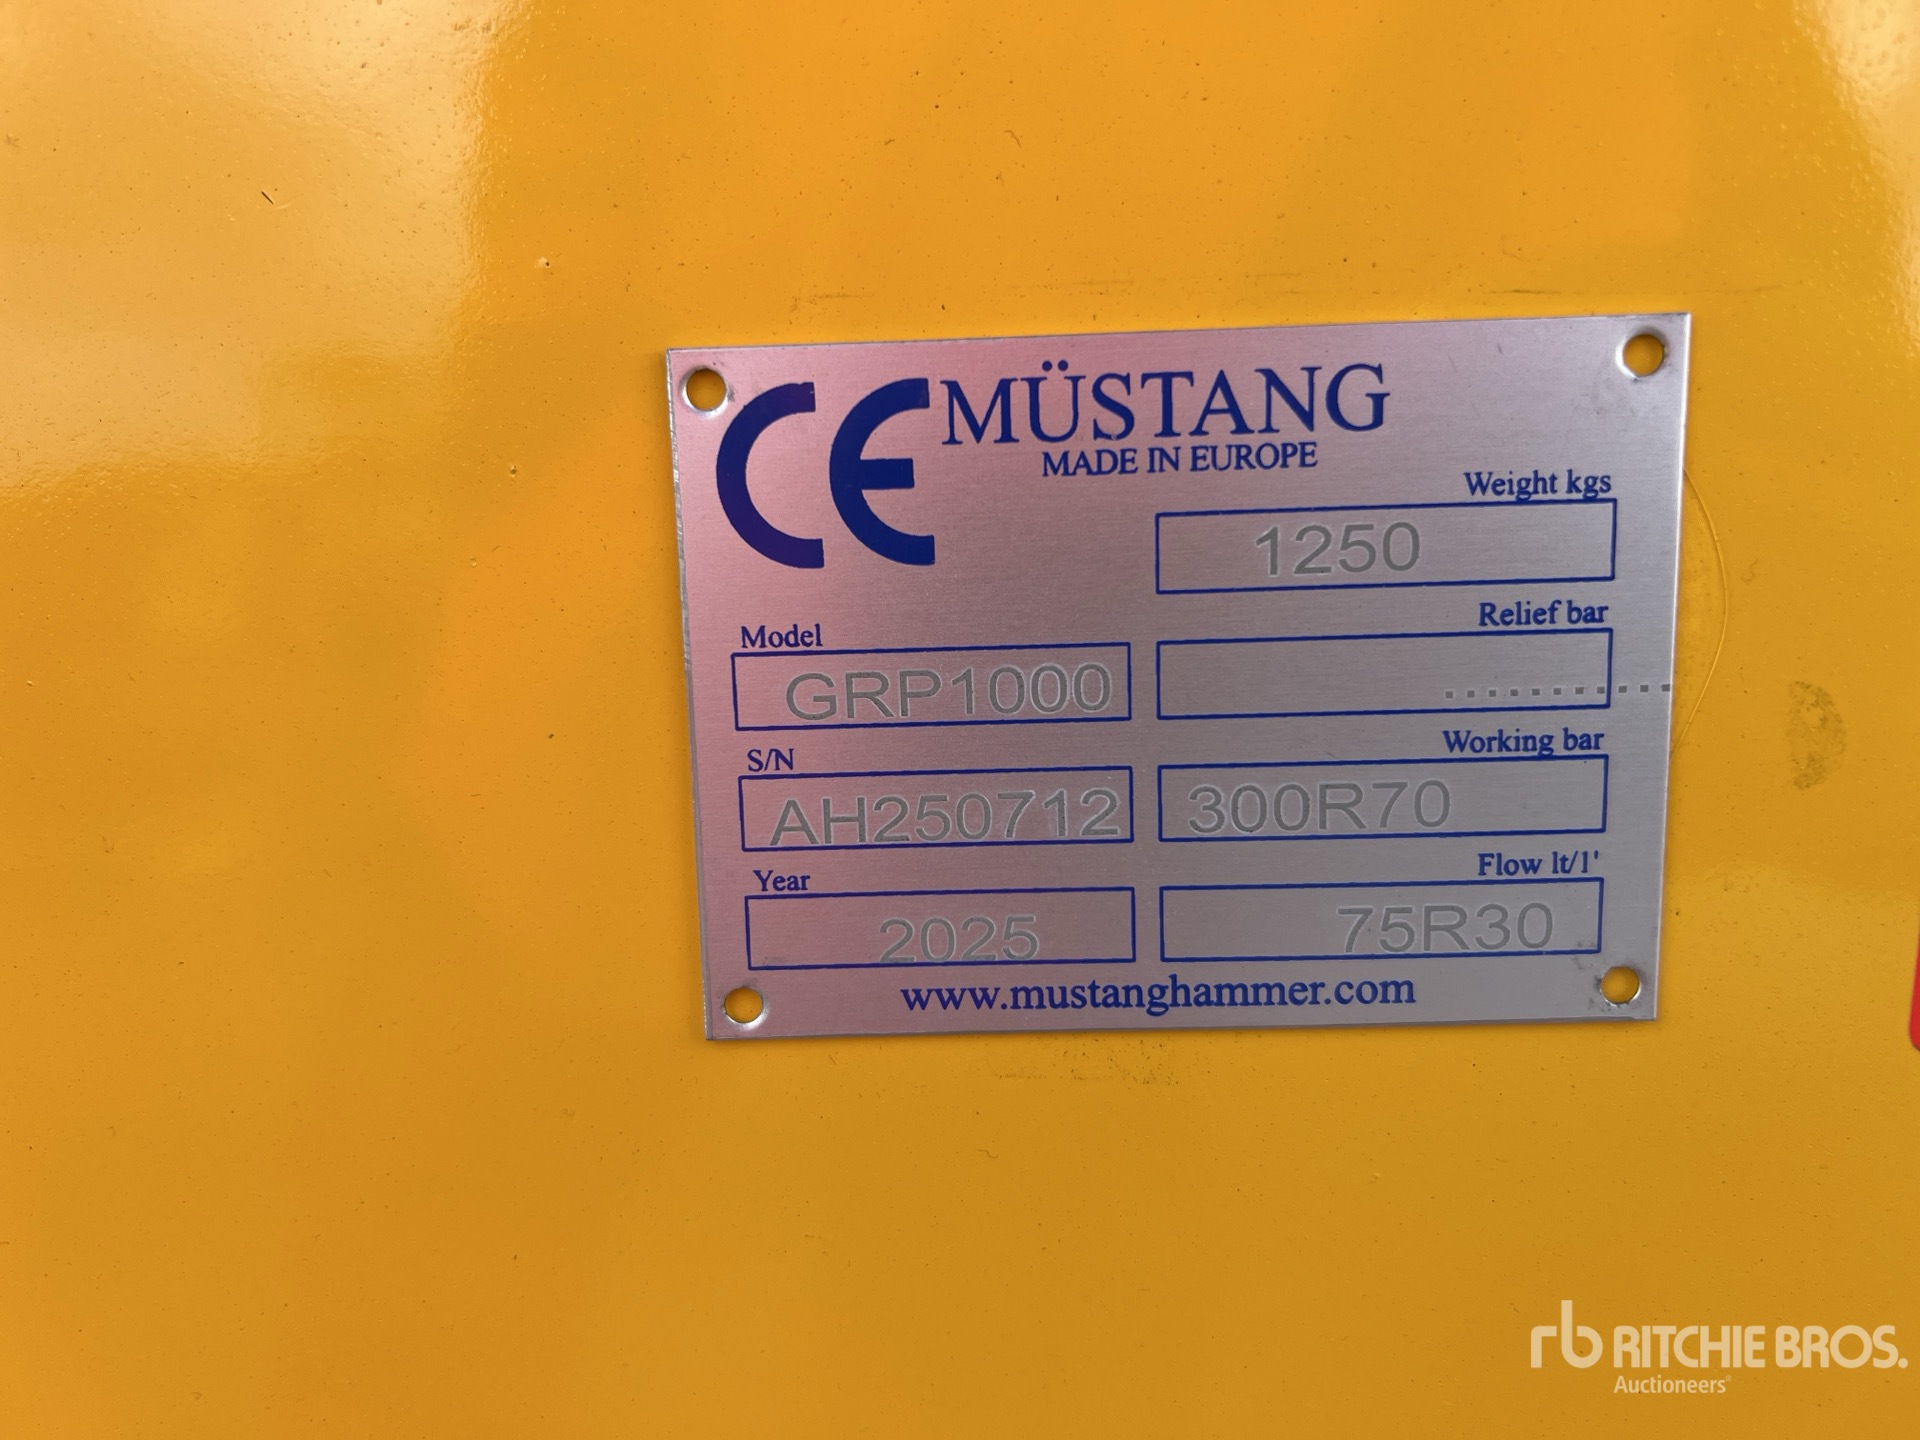 CE MÜSTANG
MADE IN EUROPE
Weight kgs
1250
Relief bar
............
Model
GRP1000
Working bar
300R70
S/N
AH250712
Flow lt/1'
75R30
Year
2025
www.mustanghammer.com
rb RITCHIE BROS.
Auctioneers